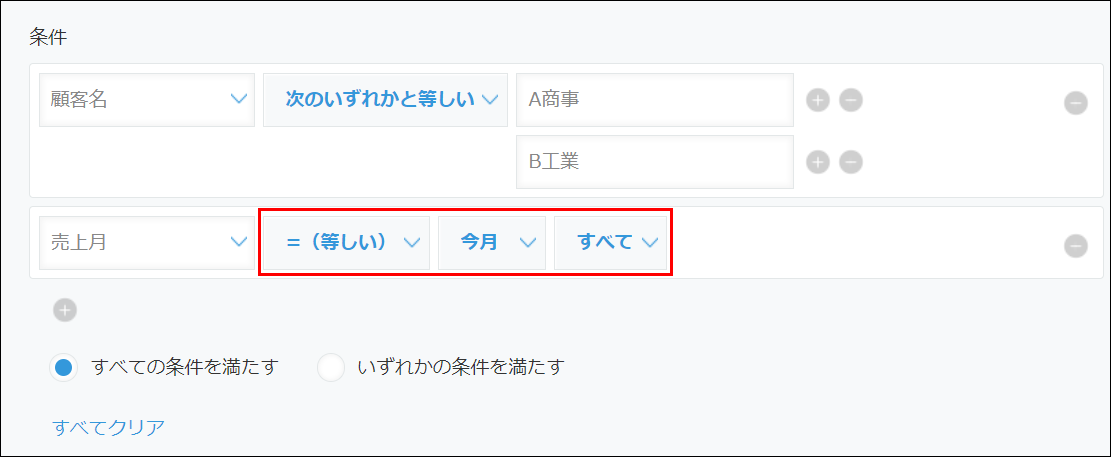 条件
顧客名 次のいずれかと等しい A商事
B工業
売上月 =（等しい） 今月 すべて
すべての条件を満たす いずれかの条件を満たす
すべてクリア